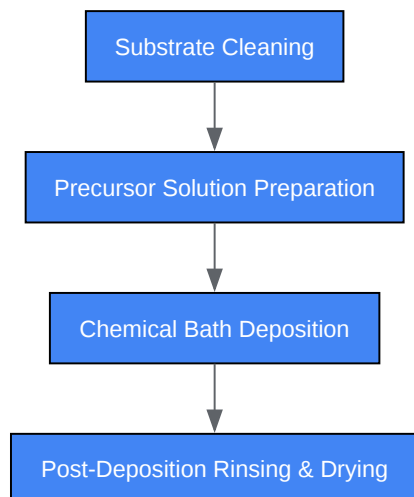 Substrate Cleaning
Precursor Solution Preparation
Chemical Bath Deposition
Post-Deposition Rinsing & Drying